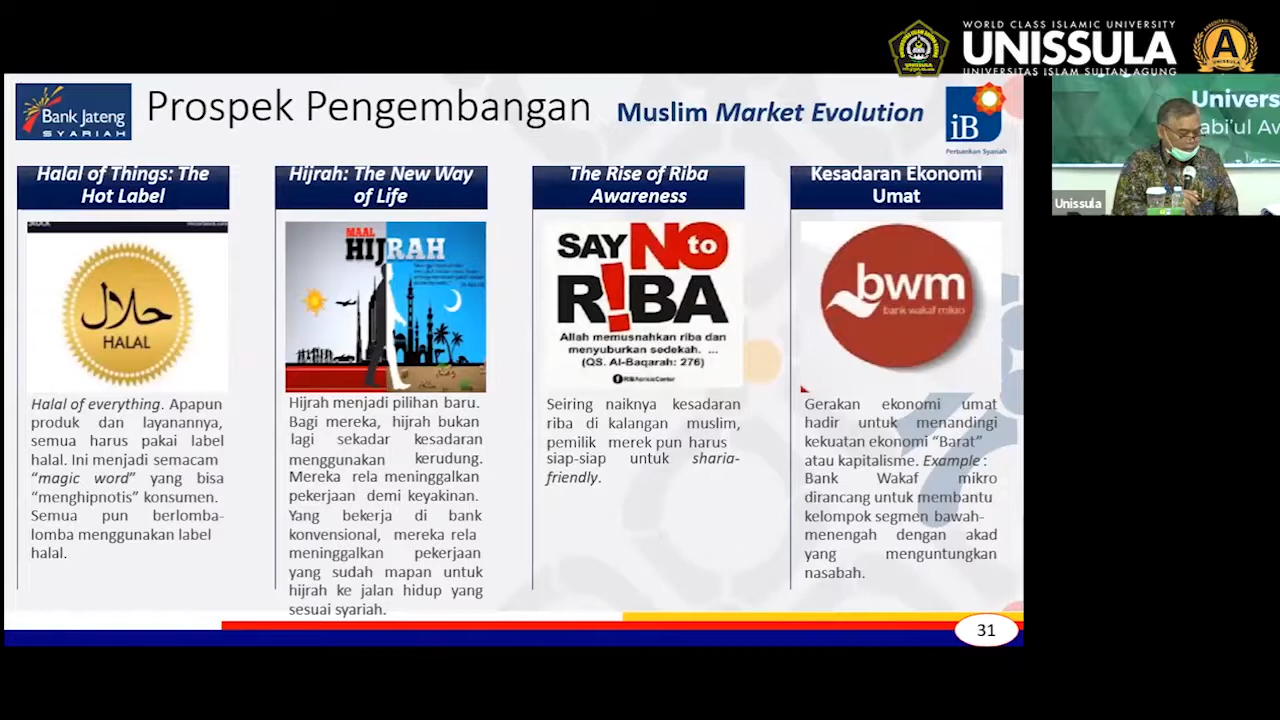 WORLD CLASS ISLAMIC UNIVERSITY
UNISSULA
UNIVERSITAS ISLAM SULTAN AGUNG
A
UNISSULA
Bank Jateng
SYARIAH
Prospek Pengembangan
Muslim Market Evolution
iB
Perbankan Syariah
Univers
abi'ul Aw
Unissula
Halal of Things: The
Hot Label
حلال
HALAL
Halal of everything. Apapun
produk dan layanannya,
semua harus pakai label
halal. Ini menjadi semacam
“magic word” yang bisa
“menghipnotis” konsumen.
Semua pun berlomba-
lomba menggunakan label
halal.
Hijrah: The New Way
of Life
MAAL
HIJRAH
Hijrah menjadi pilihan baru.
Bagi mereka, hijrah bukan
lagi sekadar kesadaran
menggunakan kerudung.
Mereka rela meninggalkan
pekerjaan demi keyakinan.
Yang bekerja di bank
konvensional, mereka rela
meninggalkan pekerjaan
yang sudah mapan untuk
hijrah ke jalan hidup yang
sesuai syariah.
The Rise of Riba
Awareness
SAY NO to
R!BA
Allah memusnahkan riba dan
menyuburkan sedekah. ...
(QS. Al-Baqarah: 276)
Seiring naiknya kesadaran
riba di kalangan muslim,
pemilik merek pun harus
siap-siap untuk sharia-
friendly.
Kesadaran Ekonomi
Umat
bwm
bank wakaf mikro
Gerakan ekonomi umat
hadir untuk menandingi
kekuatan ekonomi “Barat”
atau kapitalisme. Example :
Bank Wakaf mikro
dirancang untuk membantu
kelompok segmen bawah-
menengah dengan akad
yang menguntungkan
nasabah.
31